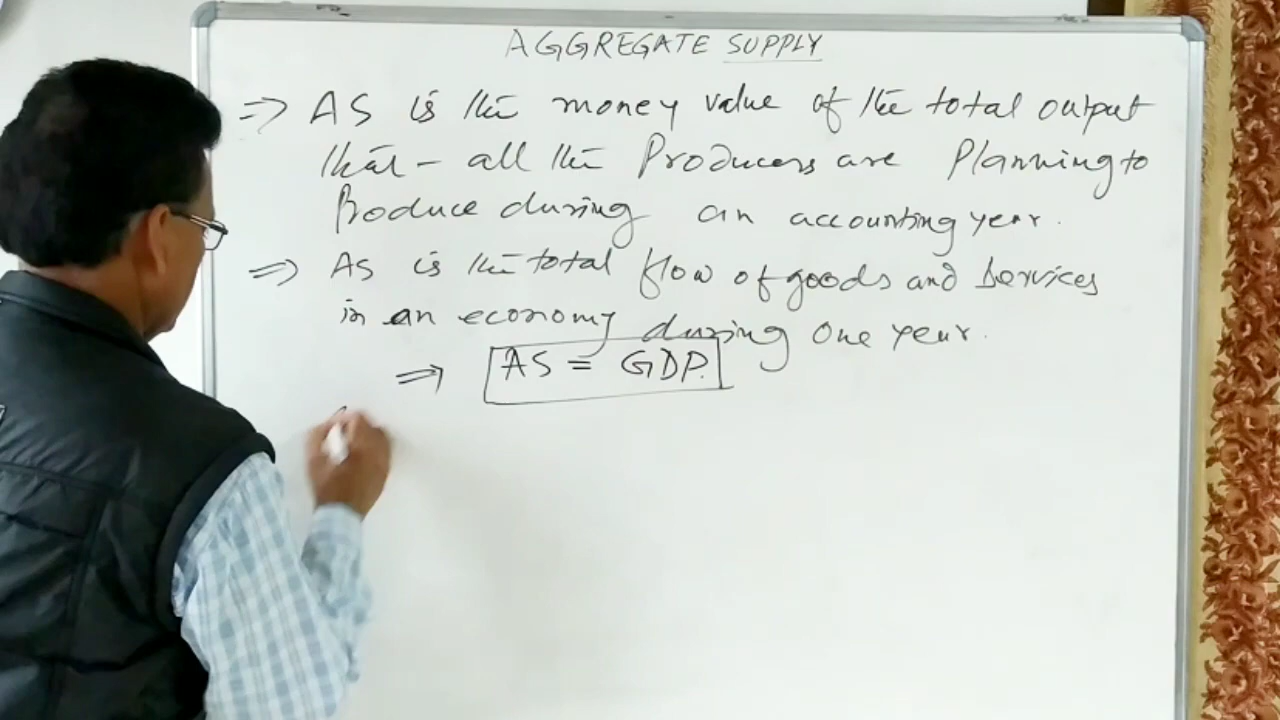 AGGREGATE SUPPLY
⇒ AS is the money value of the total output
that - all the Producers are Planning to
Produce during an accounting year.
⇒ AS is the total flow of goods and Services
in an economy during One year.
⇒ AS = GDP.